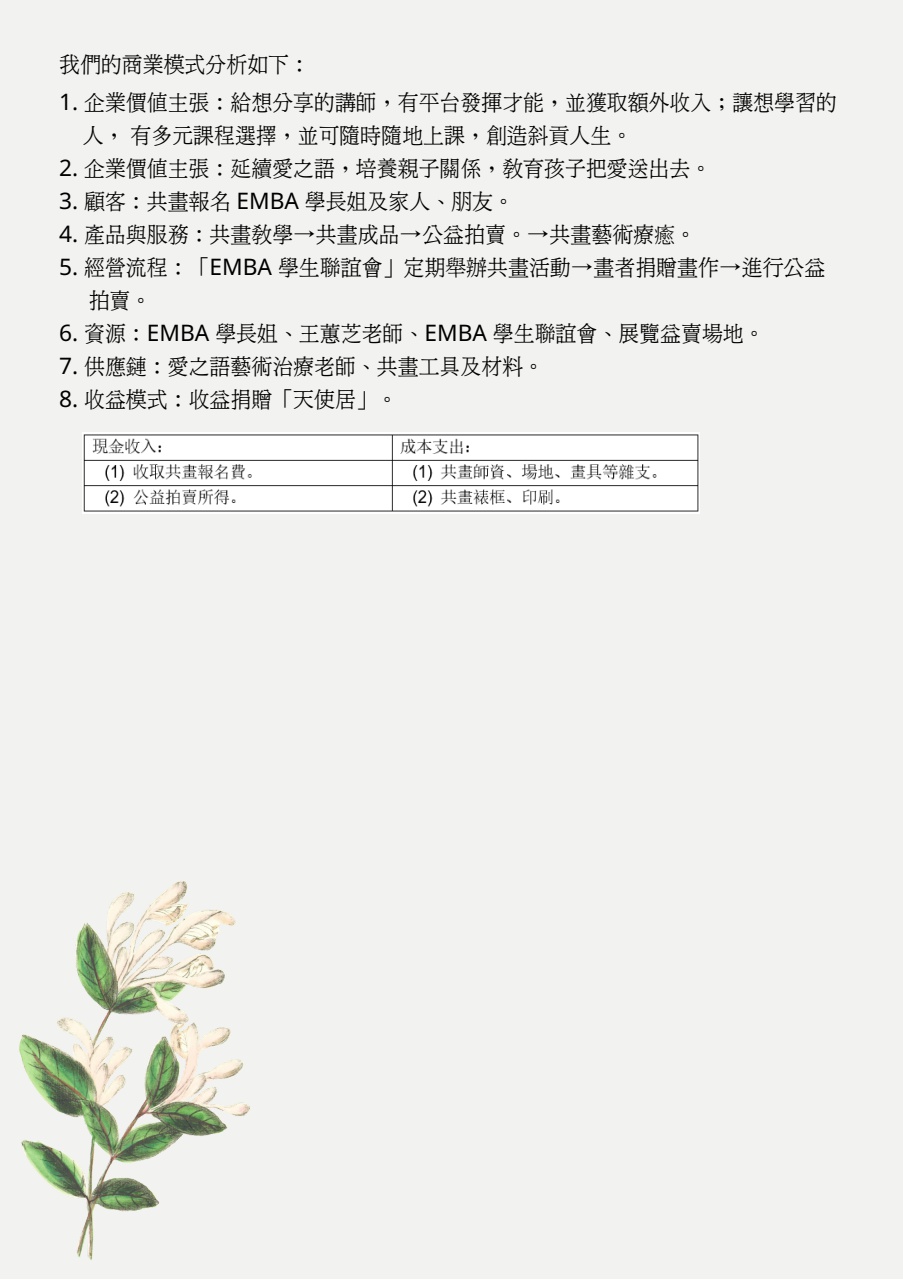 我們的商業模式分析如下：
1. 企業價值主張：給想分享的講師，有平台發揮才能，並獲取額外收入；讓想學習的
人， 有多元課程選擇，並可隨時隨地上課，創造斜貢人生。
2. 企業價值主張：延續愛之語，培養親子關係，教育孩子把愛送出去。
3. 顧客：共畫報名 EMBA 學長姐及家人、朋友。
4. 產品與服務：共畫教學→共畫成品→公益拍賣。→共畫藝術療癒。
5. 經營流程：「EMBA 學生聯誼會」定期舉辦共畫活動→畫者捐贈畫作→進行公益
拍賣。
6. 資源：EMBA 學長姐、王蕙芝老師、EMBA 學生聯誼會、展覽益賣場地。
7. 供應鏈：愛之語藝術治療老師、共畫工具及材料。
8. 收益模式：收益捐贈「天使居」。
現金收入: 成本支出:
(1) 收取共畫報名費。 (1) 共畫師資、場地、畫具等雜支。
(2) 公益拍賣所得。 (2) 共畫裱框、印刷。